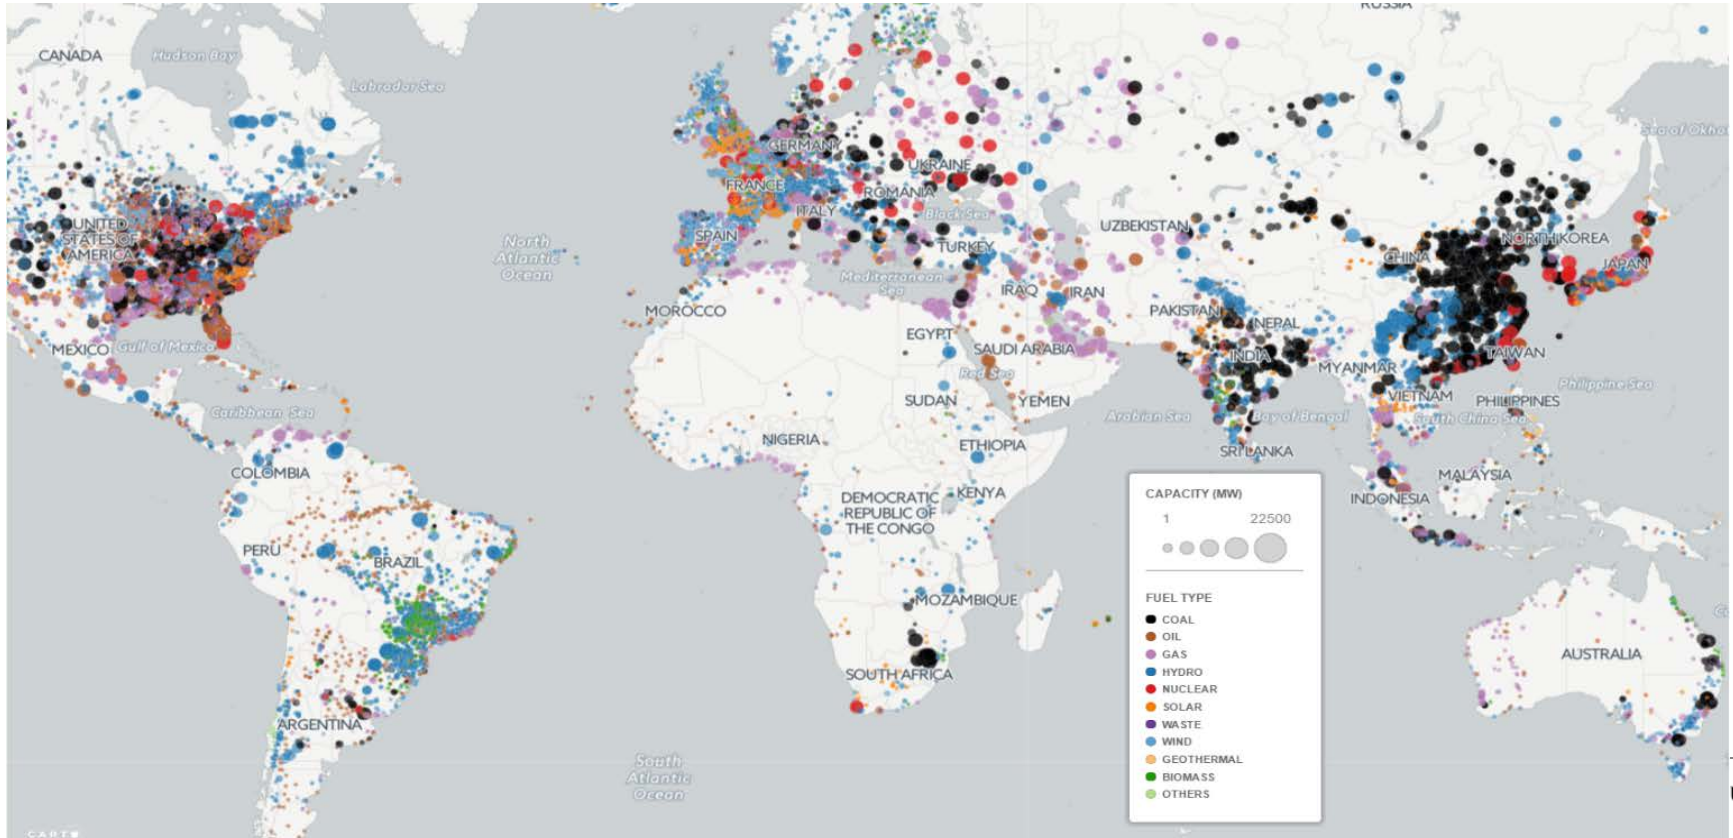 RUSSIA
CANADA
Hudson Bay
Labrador Sea
Sea of Okho
GERMANY
UKRAINE
FRANCE
ROMANIA
ITALY
Black Sea
UZBEKISTAN
UNITED
STATES OF
AMERICA
North
Atlantic
Ocean
SPAIN
TURKEY
NORTH KOREA
CHINA
JAPAN
Mediterranean
Sea
IRAQ
IRAN
MOROCCO
PAKISTAN
NEPAL
EGYPT
MEXICO
Gulf of Mexico
SAUDI ARABIA
INDIA
TAIWAN
MYANMAR
Red Sea
Philippine Sea
Caribbean Sea
SUDAN
YEMEN
Arabian Sea
Bay of Bengal
VIETNAM
PHILIPPINES
South China Sea
NIGERIA
ETHIOPIA
SRI LANKA
COLOMBIA
MALAYSIA
DEMOCRATIC
REPUBLIC OF
THE CONGO
KENYA
INDONESIA
PERU
BRAZIL
MOZAMBIQUE
SOUTH AFRICA
AUSTRALIA
ARGENTINA
South
Atlantic
Ocean
CAPACITY (MW)
1 22500
FUEL TYPE
COAL
OIL
GAS
HYDRO
NUCLEAR
SOLAR
WASTE
WIND
GEOTHERMAL
BIOMASS
OTHERS